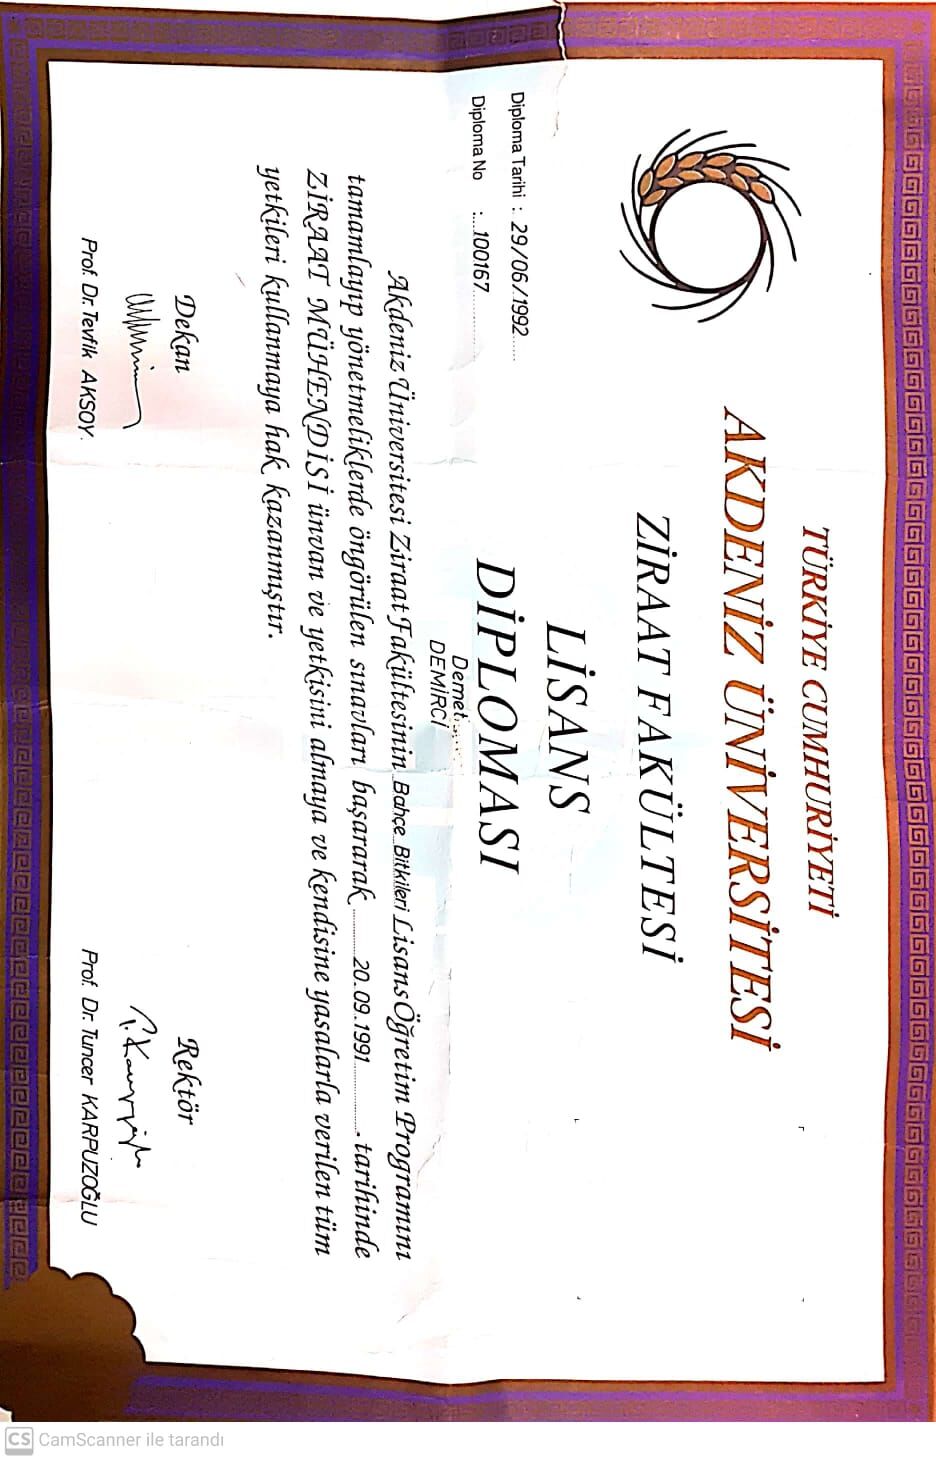 TÜRKİYE CUMHURİYETİ
AKDENİZ ÜNİVERSİTESİ
ZİRAAT FAKÜLTESİ
LİSANS
DİPLOMASI
Diploma Tarihi : 29/06/1992
Diploma No : 100167
Demet
DEMİRCİ
Akdeniz Üniversitesi Ziraat Fakültesinin Bahçe Bitkileri Lisans Öğretim Programını
tamamlayıp yönetmeliklerde öngörülen sınavları başararak 20.09.1991 tarihinde
ZİRAAT MÜHENDİSİ ünvan ve yetkisini almaya ve kendisine yasalarla verilen tüm
yetkileri kullanmaya hak kazanmıştır.
Dekan
Prof. Dr. Tevfik AKSOY
Rektör
Prof. Dr. Tuncer KARPUZOĞLU
CS CamScanner ile tarandı